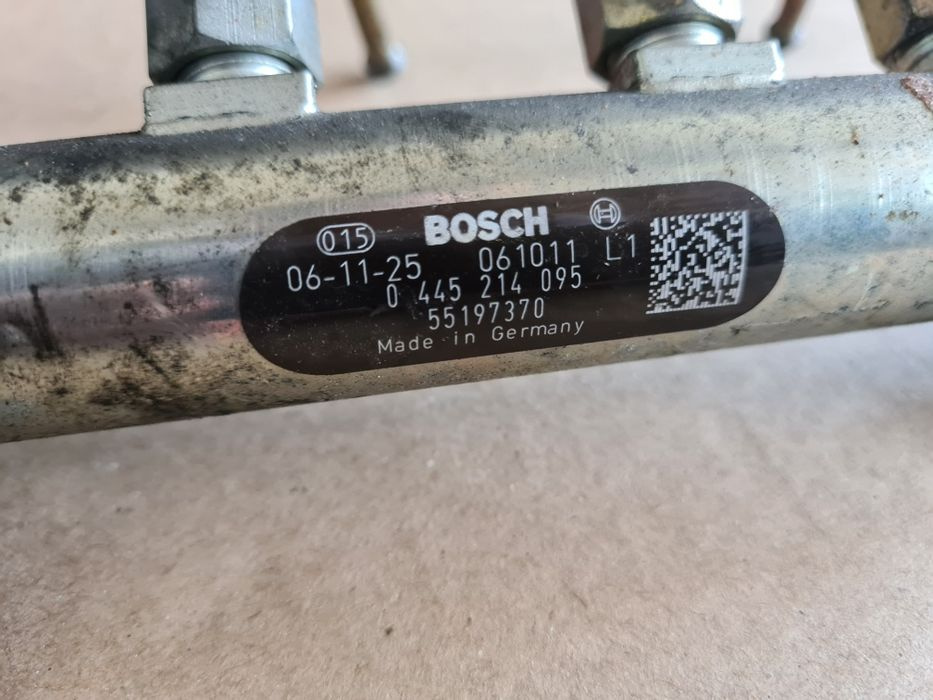 015 BOSCH
06-11-25 061011 L1
0 445 214 095
55197370
Made in Germany